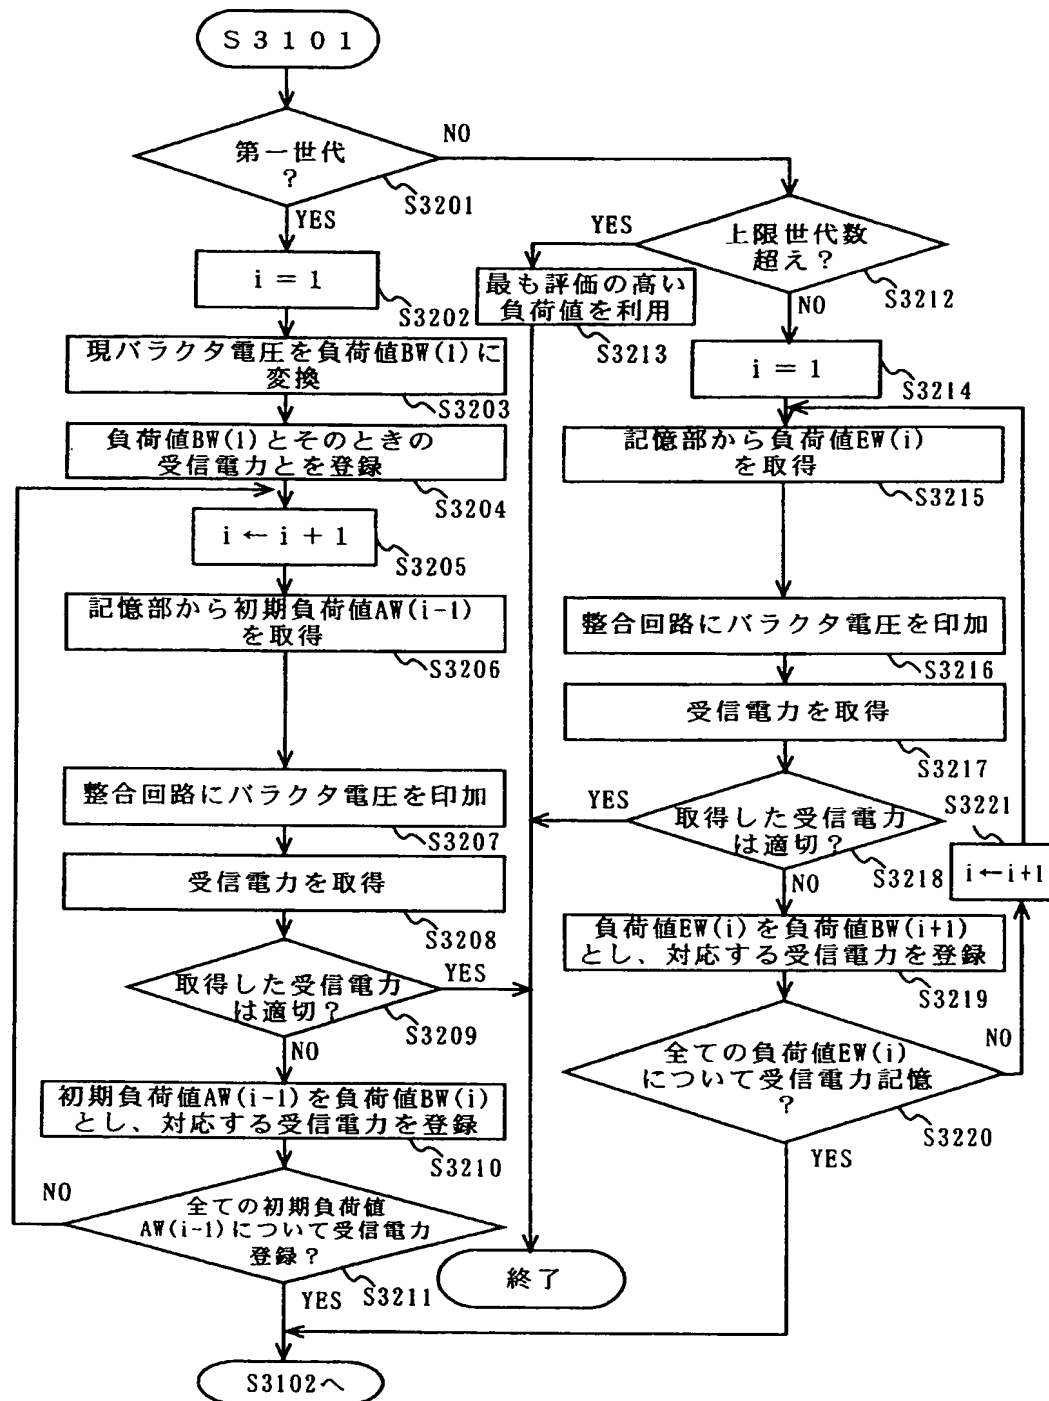 S3101
第一世代
?
S3201
NO
YES
i = 1
S3202
現バラクタ電圧を負荷値BW(1)に
変換
S3203
負荷値BW(1)とそのときの
受信電力とを登録
S3204
i ← i + 1
S3205
記憶部から初期負荷値AW(i-1)
を取得
S3206
整合回路にバラクタ電圧を印加
S3207
受信電力を取得
S3208
取得した受信電力
は適切?
S3209
YES
NO
初期負荷値AW(i-1)を負荷値BW(i)
とし、対応する受信電力を登録
S3210
全ての初期負荷値
AW(i-1)について受信電力
登録?
S3211
NO
YES
S3102へ
上限世代数
超え?
S3212
YES
NO
最も評価の高い
負荷値を利用
S3213
i = 1
S3214
記憶部から負荷値EW(i)
を取得
S3215
整合回路にバラクタ電圧を印加
S3216
受信電力を取得
S3217
取得した受信電力
は適切?
S3218
YES
NO
負荷値EW(i)を負荷値BW(i+1)
とし、対応する受信電力を登録
S3219
全ての負荷値EW(i)
について受信電力記憶
?
S3220
NO
YES
S3221
i←i+1
終了